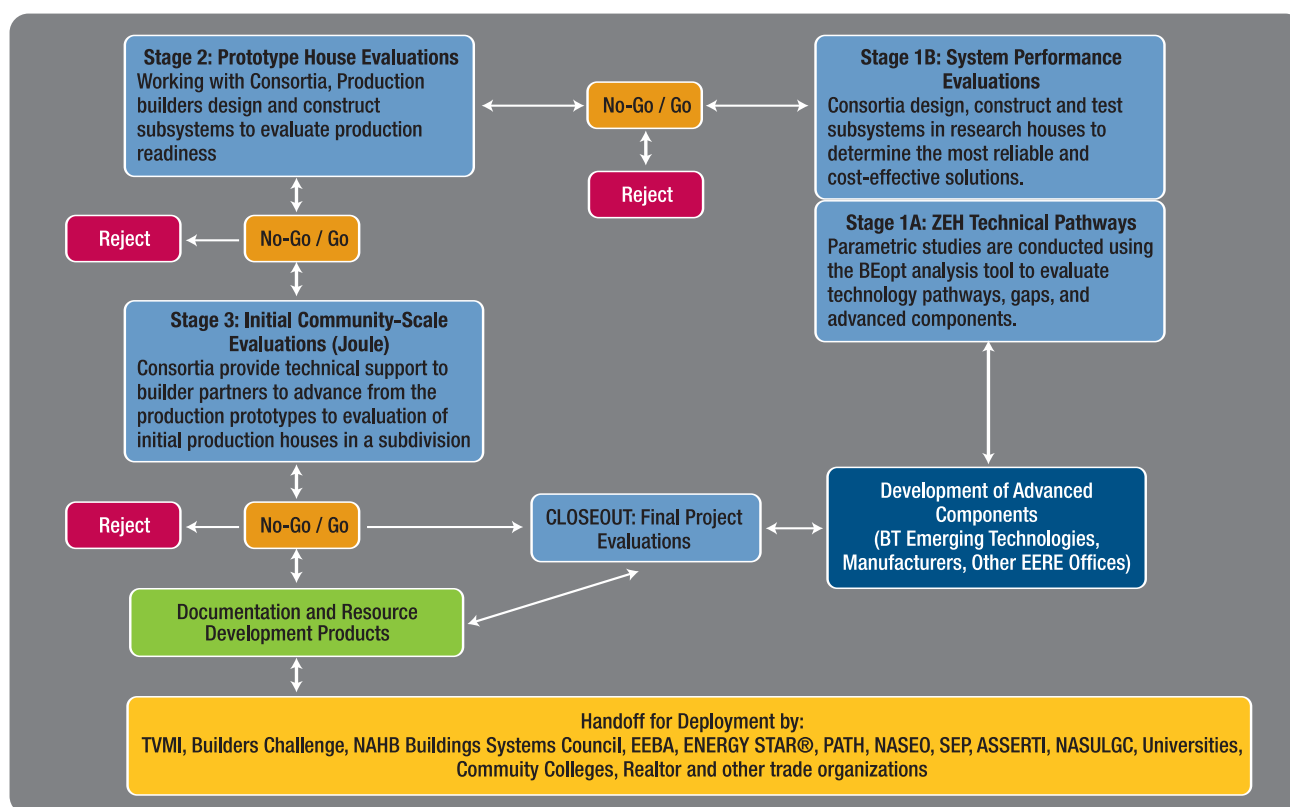 Stage 2: Prototype House Evaluations
Working with Consortia, Production
builders design and construct
subsystems to evaluate production
readiness
No-Go / Go
Reject
Stage 1B: System Performance
Evaluations
Consortia design, construct and test
subsystems in research houses to
determine the most reliable and
cost-effective solutions.
Stage 1A: ZEH Technical Pathways
Parametric studies are conducted using
the BEopt analysis tool to evaluate
technology pathways, gaps, and
advanced components.
Reject
No-Go / Go
Stage 3: Initial Community-Scale
Evaluations (Joule)
Consortia provide technical support to
builder partners to advance from the
production prototypes to evaluation of
initial production houses in a subdivision
Reject
No-Go / Go
CLOSEOUT: Final Project
Evaluations
Development of Advanced
Components
(BT Emerging Technologies,
Manufacturers, Other EERE Offices)
Documentation and Resource
Development Products
Handoff for Deployment by:
TVMI, Builders Challenge, NAHB Buildings Systems Council, EEBA, ENERGY STAR®, PATH, NASEO, SEP, ASSERTI, NASULGC, Universities,
Commuity Colleges, Realtor and other trade organizations